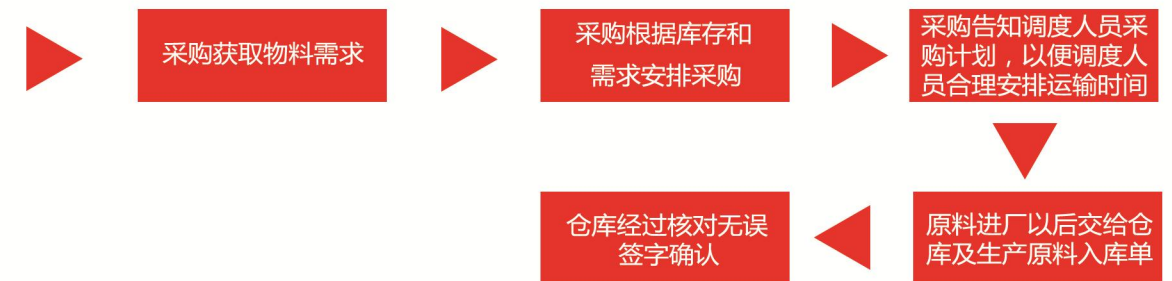 采购获取物料需求
采购根据库存和
需求安排采购
采购告知调度人员采
购计划，以便调度人
员合理安排运输时间
原料进厂以后交给仓
库及生产原料入库单
仓库经过核对无误
签字确认